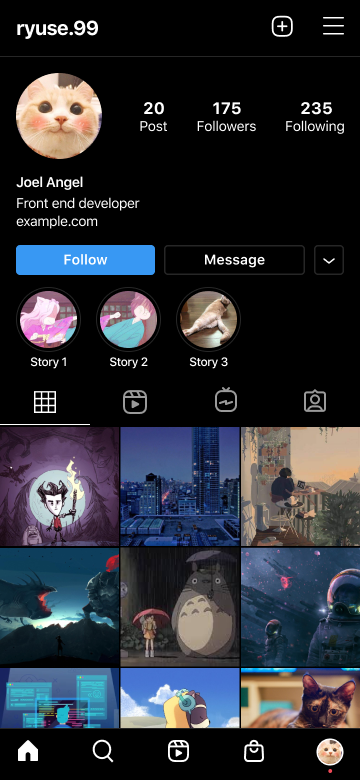 ryuse.99
20 175 235
Post Followers Following
Joel Angel
Front end developer
example.com
Follow Message
Story 1 Story 2 Story 3